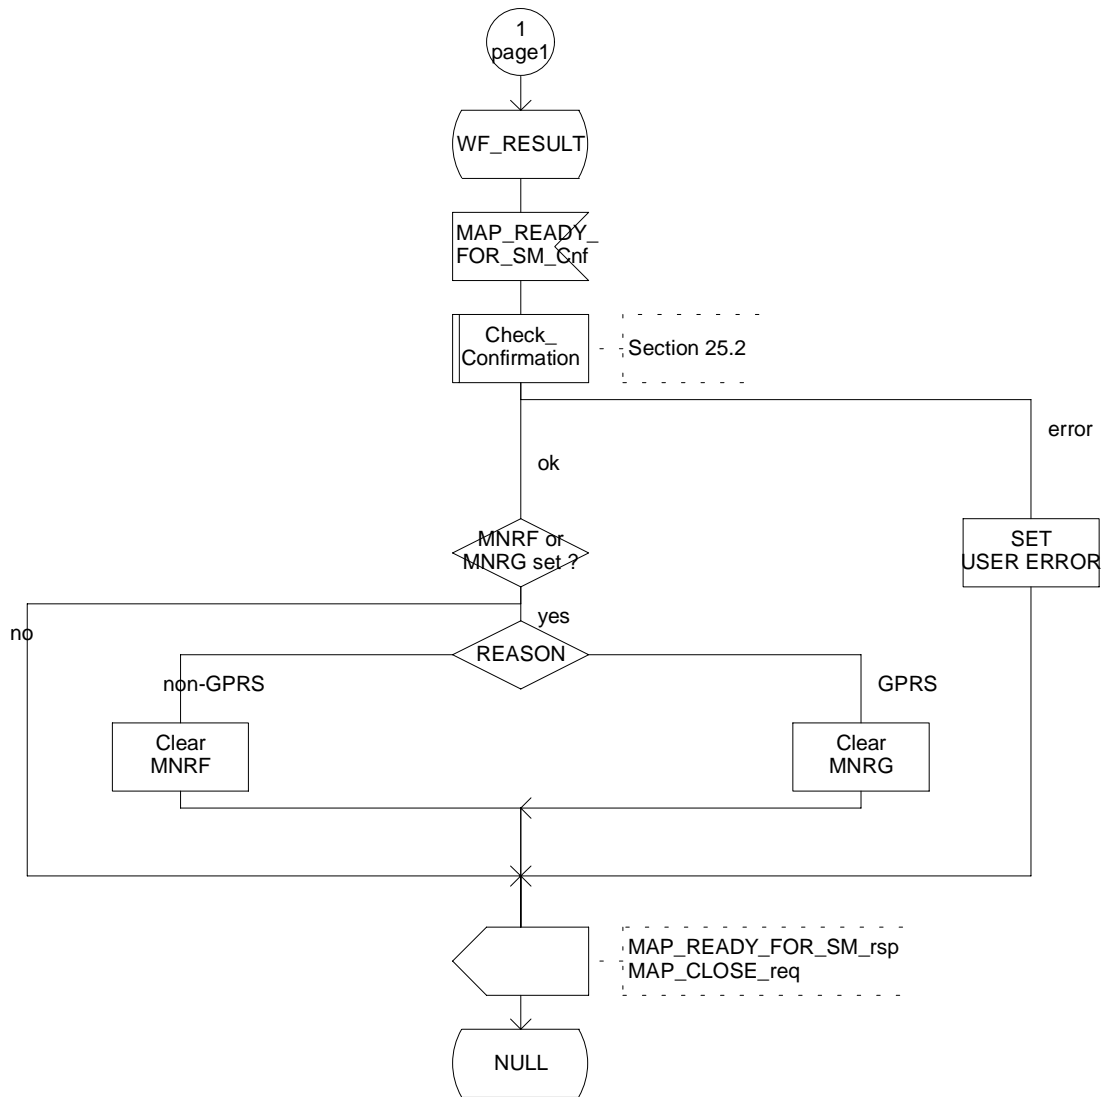 1
page1
WF_RESULT
MAP_READY_
FOR_SM_Cnf
Check_
Confirmation
Section 25.2
error
ok
MNRF or
MNRG set ?
SET
USER ERROR
no
yes
REASON
non-GPRS
GPRS
Clear
MNRF
Clear
MNRG
MAP_READY_FOR_SM_rsp
MAP_CLOSE_req
NULL